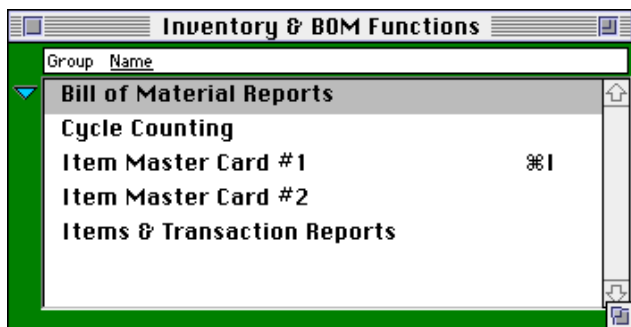 Inventory & BOM Functions
Group Name
Bill of Material Reports
Cycle Counting
Item Master Card #1 ⌘I
Item Master Card #2
Items & Transaction Reports